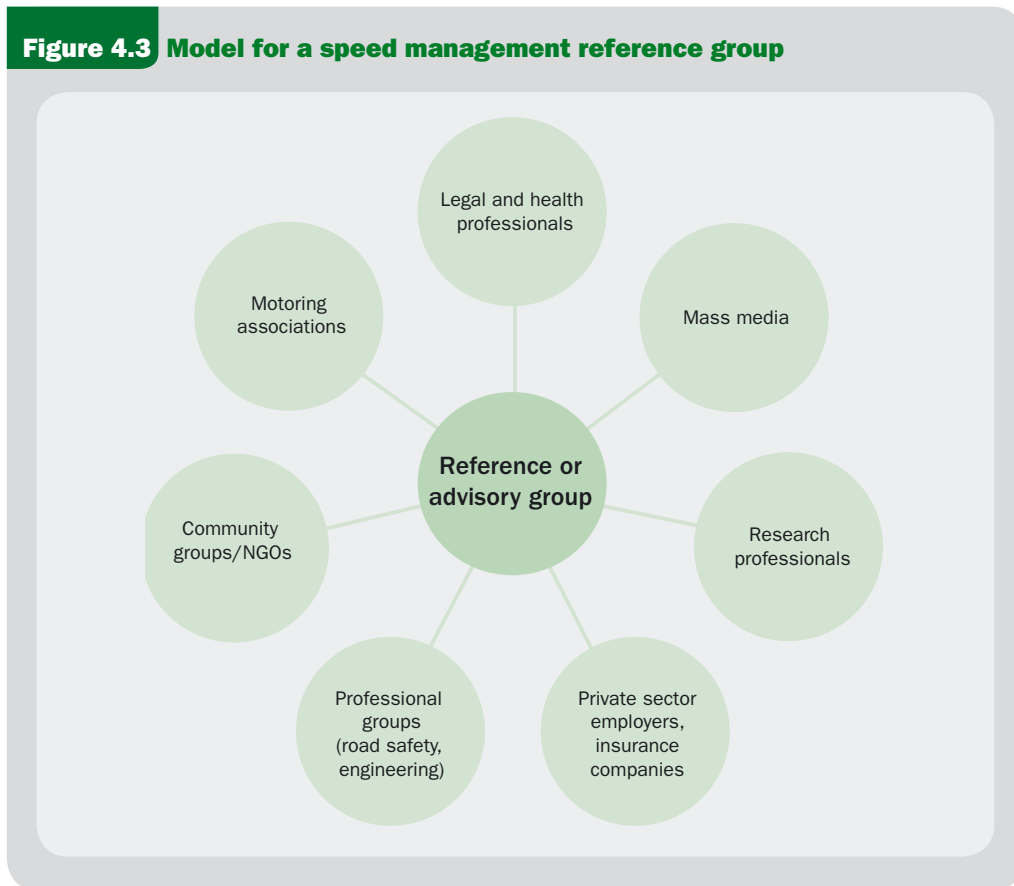 Figure 4.3 Model for a speed management reference group
Legal and health
professionals
Motoring
associations
Mass media
Reference or
advisory group
Community
groups/NGOs
Research
professionals
Professional
groups
(road safety,
engineering)
Private sector
employers,
insurance
companies